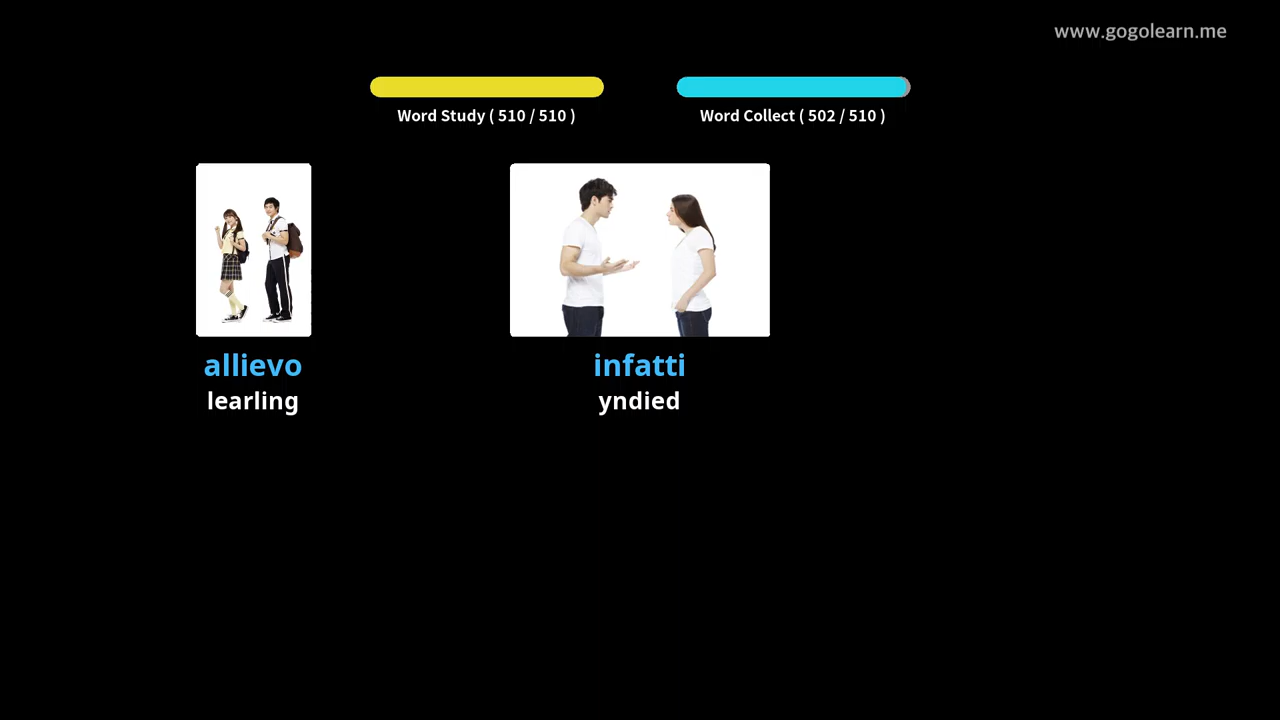 www.gogolearn.me
Word Study ( 510 / 510 )
Word Collect ( 502 / 510 )
allievo
learling
infatti
yndied